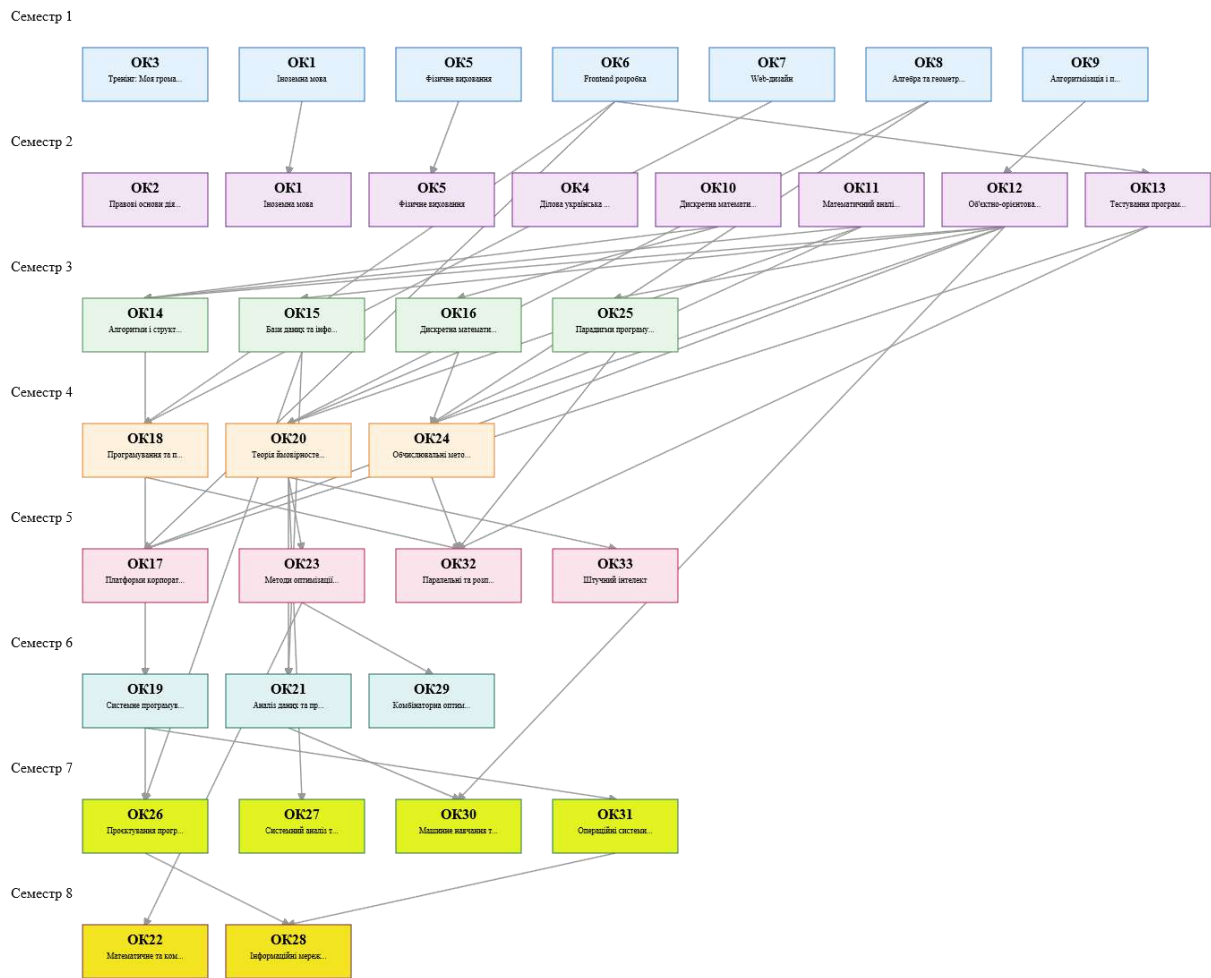 Семестр 1
ОК3
Тренінг: Моя грома...
ОК1
Іноземна мова
ОК5
Фізичне виховання
ОК6
Frontend розробка
ОК7
Web-дизайн
ОК8
Алгебра та геометр...
ОК9
Алгоритмізація і п...
Семестр 2
ОК2
Правові основи дія...
ОК1
Іноземна мова
ОК5
Фізичне виховання
ОК4
Ділова українська ...
ОК10
Дискретна математи...
ОК11
Математичний аналі...
ОК12
Об'єктно-орієнтова...
ОК13
Тестування програм...
Семестр 3
ОК14
Алгоритми і структ...
ОК15
Бази даних та інфо...
ОК16
Дискретна математи...
ОК25
Парадигми програму...
Семестр 4
ОК18
Програмування та п...
ОК20
Теорія ймовірносте...
ОК24
Обчислювальні мето...
Семестр 5
ОК17
Платформи корпорат...
ОК23
Методи оптимізації...
ОК32
Паралельні та розп...
ОК33
Штучний інтелект
Семестр 6
ОК19
Системне програмув...
ОК21
Аналіз даних та пр...
ОК29
Комбінаторна оптим...
Семестр 7
ОК26
Проєктування прогр...
ОК27
Системний аналіз т...
ОК30
Машинне навчання т...
ОК31
Операційні системи...
Семестр 8
ОК22
Математичне та ком...
ОК28
Інформаційні мереж...